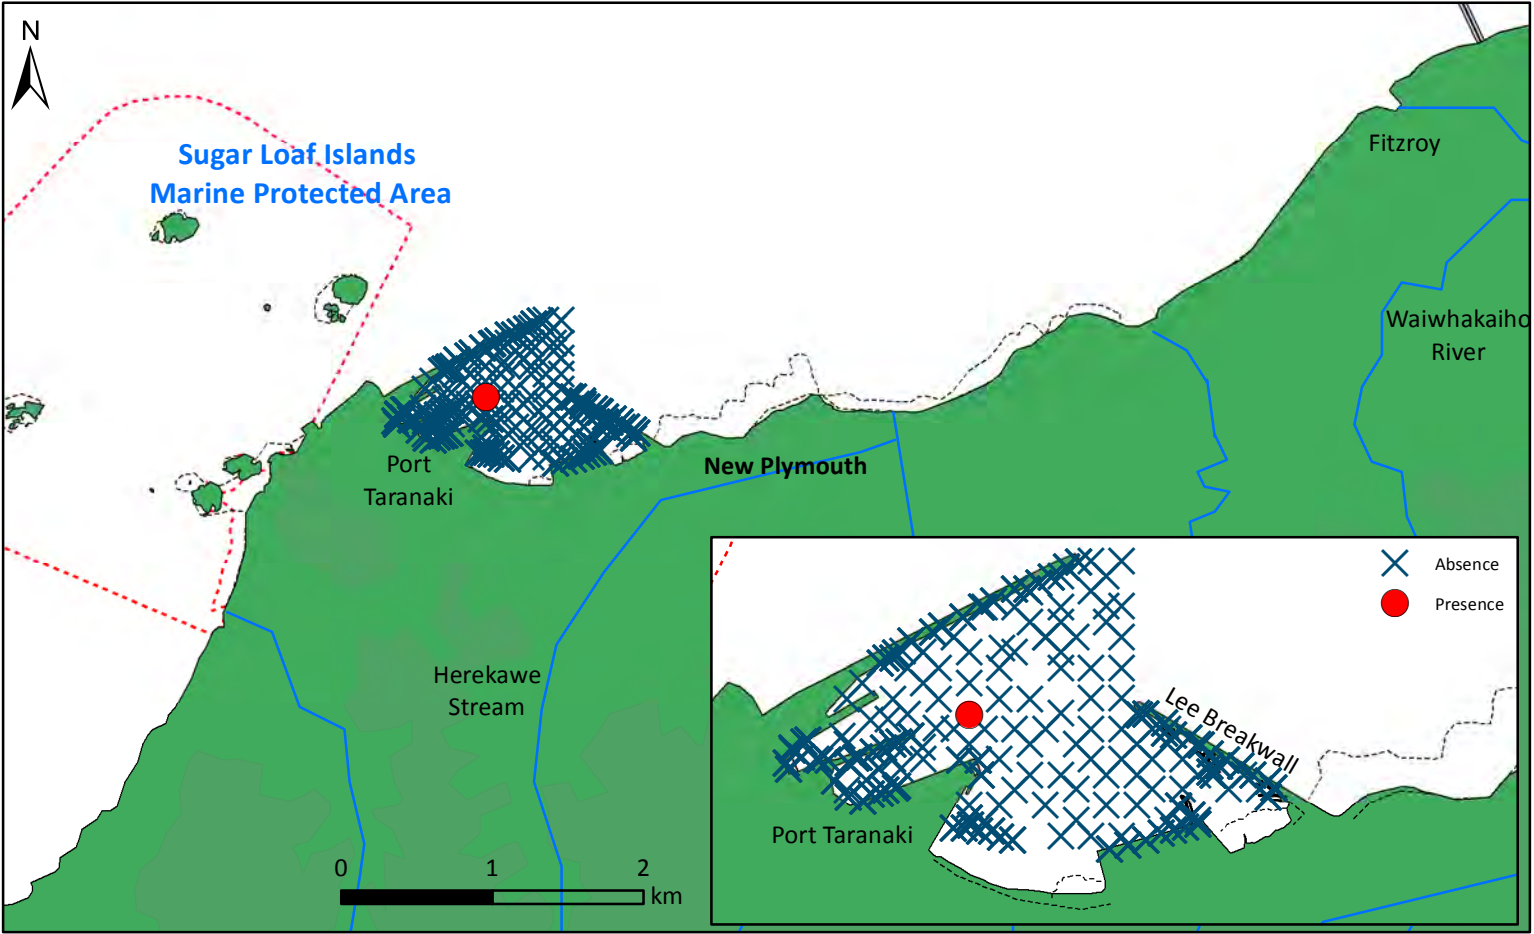 N
Sugar Loaf Islands
Marine Protected Area
Fitzroy
Waiwhakaiho
River
Port
Taranaki
New Plymouth
Herekawe
Stream
0 1 2
km
Absence
Presence
Lee Breakwall
Port Taranaki